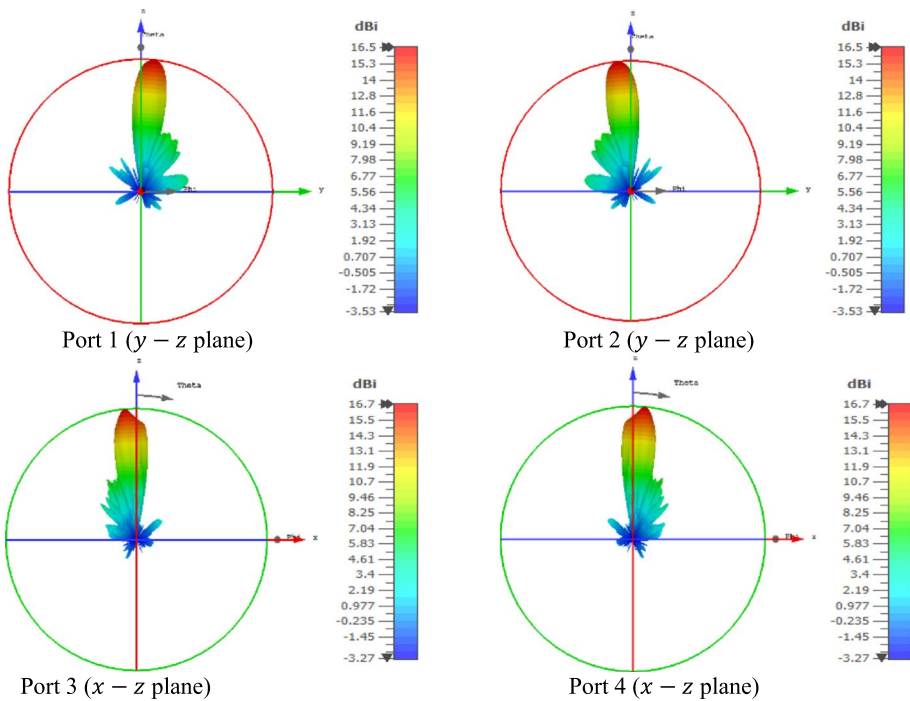 z
Theta
Phi
y
dBi
16.5
15.3
14
12.8
11.6
10.4
9.19
7.98
6.77
5.56
4.34
3.13
1.92
0.707
-0.505
-1.72
-3.53
Port 1 (y − z plane)
z
Theta
Phi
y
dBi
16.5
15.3
14
12.8
11.6
10.4
9.19
7.98
6.77
5.56
4.34
3.13
1.92
0.707
-0.505
-1.72
-3.53
Port 2 (y − z plane)
z
Theta
Phi
x
dBi
16.7
15.5
14.3
13.1
11.9
10.7
9.46
8.25
7.04
5.83
4.61
3.4
2.19
0.977
-0.235
-1.45
-3.27
Port 3 (x − z plane)
z
Theta
Phi
x
dBi
16.7
15.5
14.3
13.1
11.9
10.7
9.46
8.25
7.04
5.83
4.61
3.4
2.19
0.977
-0.235
-1.45
-3.27
Port 4 (x − z plane)